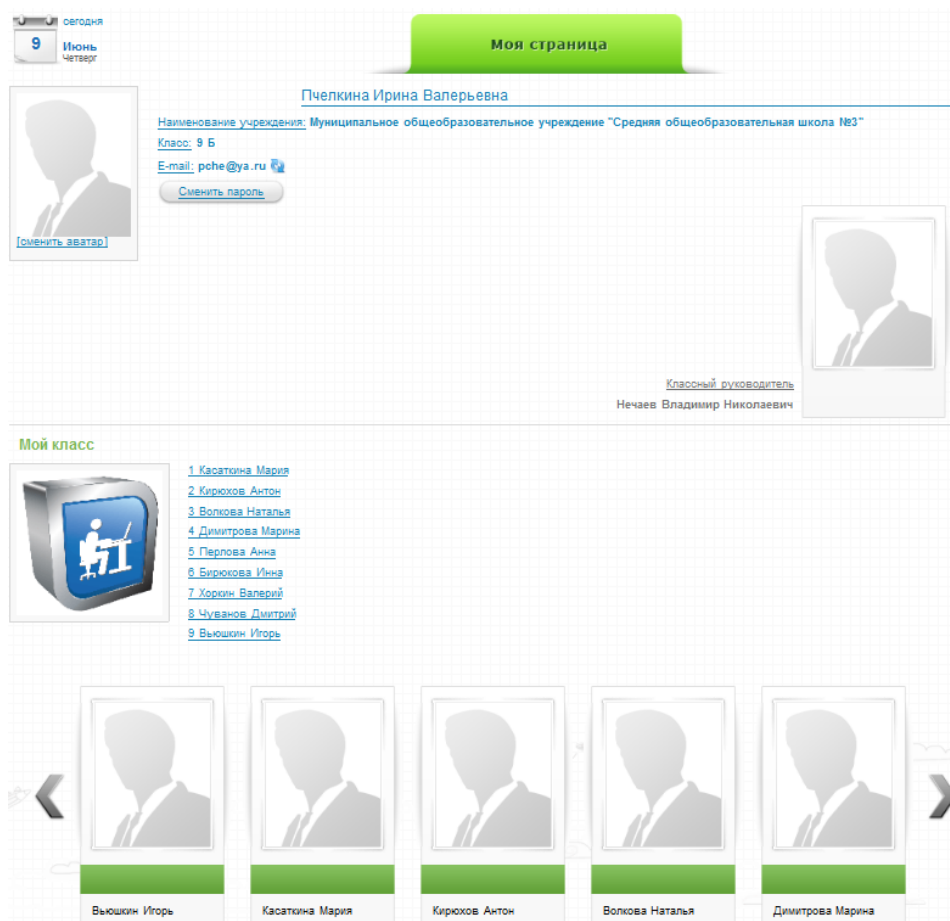 сегодня
9
Июнь
Четверг
Моя страница
Пчелкина Ирина Валерьевна
Наименование учреждения: Муниципальное общеобразовательное учреждение "Средняя общеобразовательная школа №3"
Класс: 9 Б
E-mail: pche@ya.ru
Сменить пароль
[сменить аватар]
Классный руководитель
Нечаев Владимир Николаевич
Мой класс
1 Касаткина Мария
2 Кирюхов Антон
3 Волкова Наталья
4 Димитрова Марина
5 Перлова Анна
6 Бирюкова Инна
7 Хоркин Валерий
8 Чуванов Дмитрий
9 Вьюшкин Игорь
Вьюшкин Игорь
Касаткина Мария
Кирюхов Антон
Волкова Наталья
Димитрова Марина